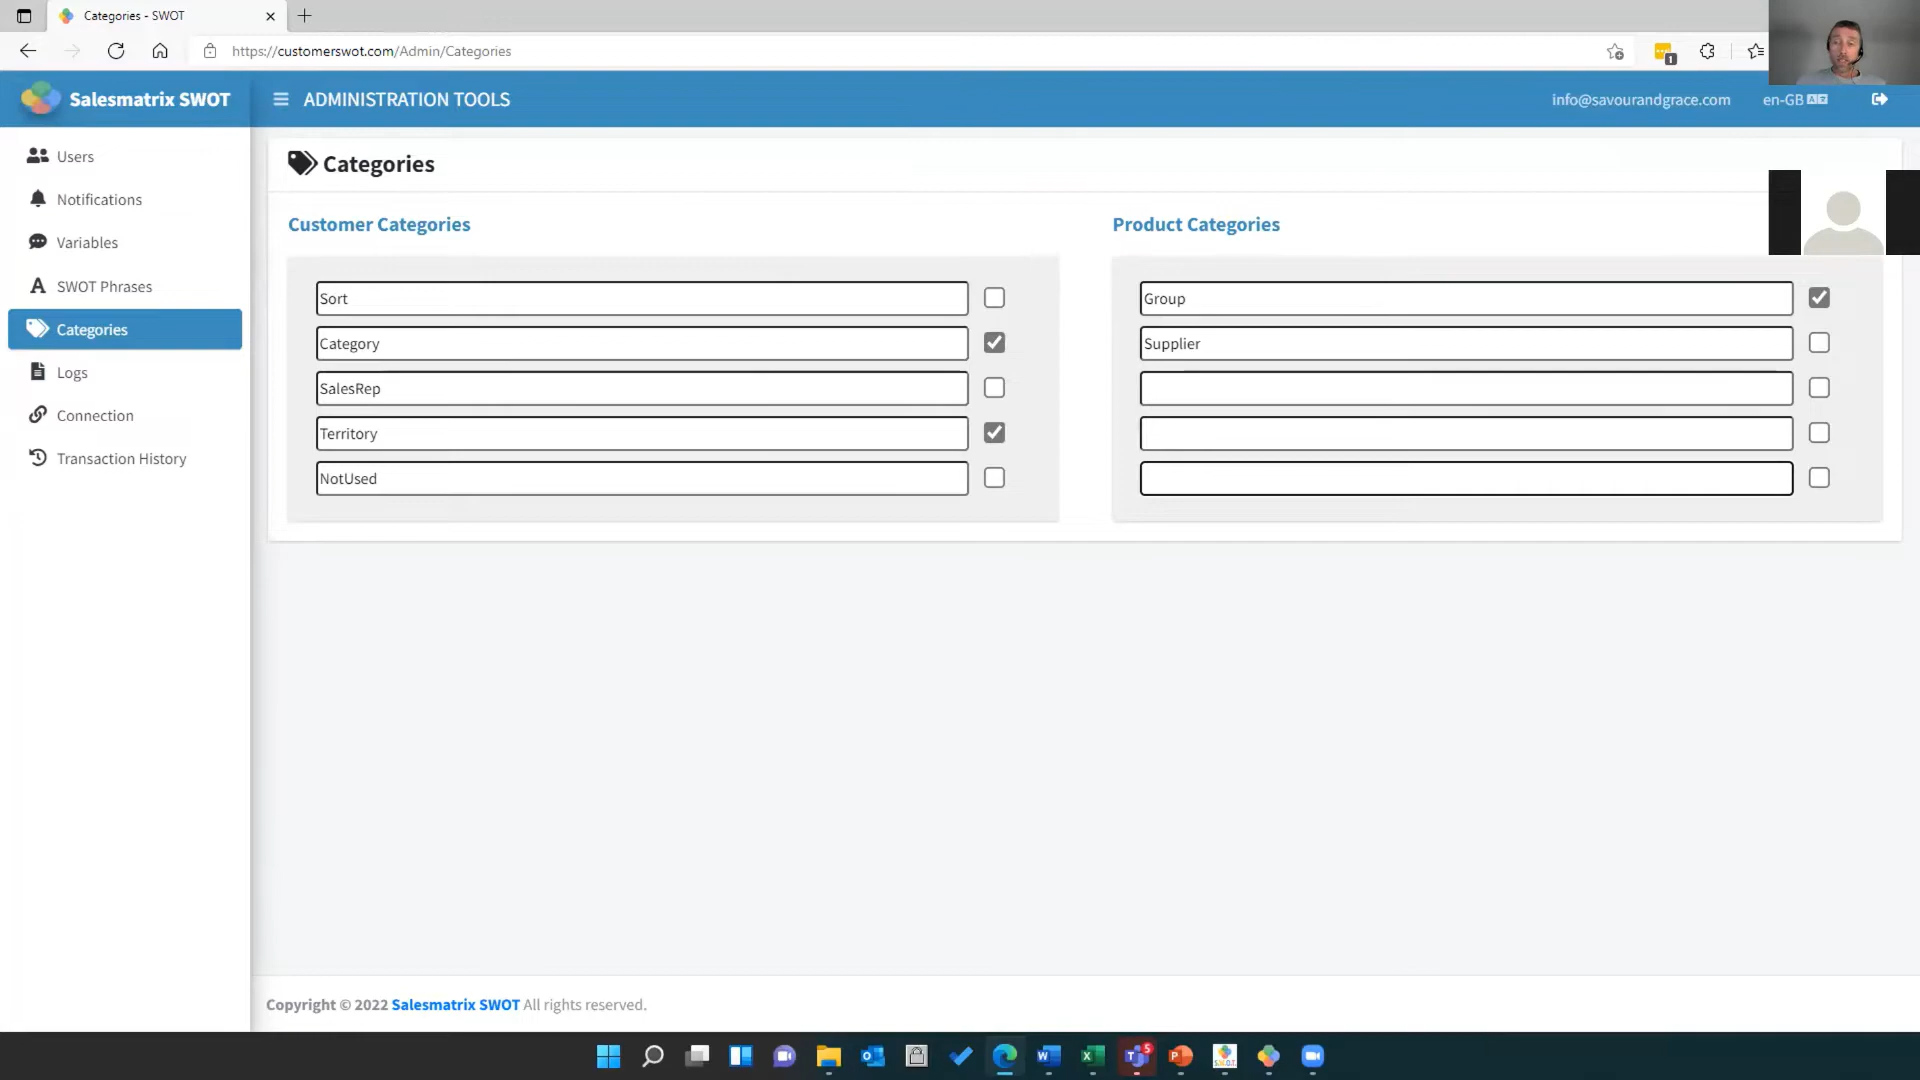 Categories - SWOT
https://customerswot.com/Admin/Categories
1
Salesmatrix SWOT
ADMINISTRATION TOOLS
info@savourandgrace.com
en-GB
Users
Notifications
Variables
SWOT Phrases
Categories
Logs
Connection
Transaction History
Categories
Customer Categories
Sort
Category
SalesRep
Territory
NotUsed
Product Categories
Group
Supplier
Copyright © 2022 Salesmatrix SWOT All rights reserved.
5